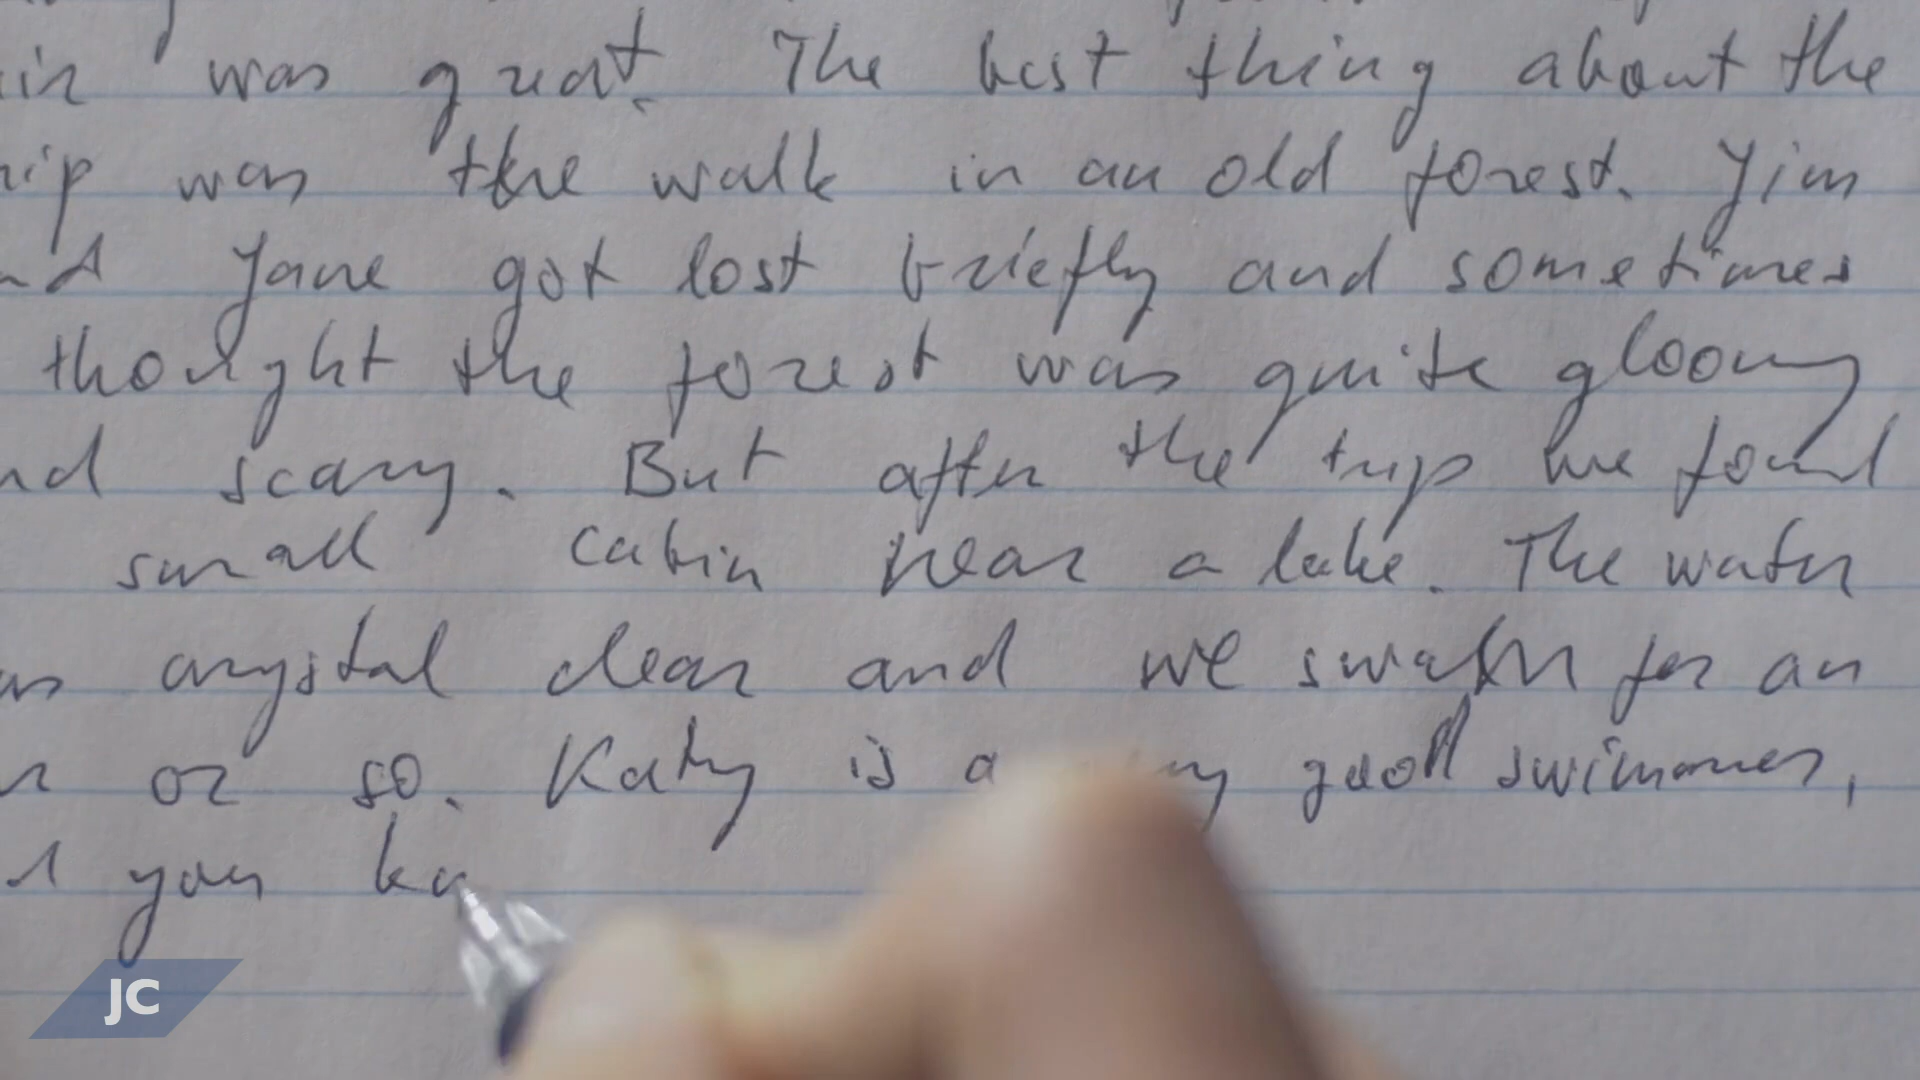 was great. The best thing about the
was the walk in an old forest. Jim
Jane got lost briefly and sometimes
thought the forest was quite gloomy
scary. But after the trip we found
small cabin near a lake. The water
crystal clear and we swam for an
or so. Katy is a good swimmer,
you
JC